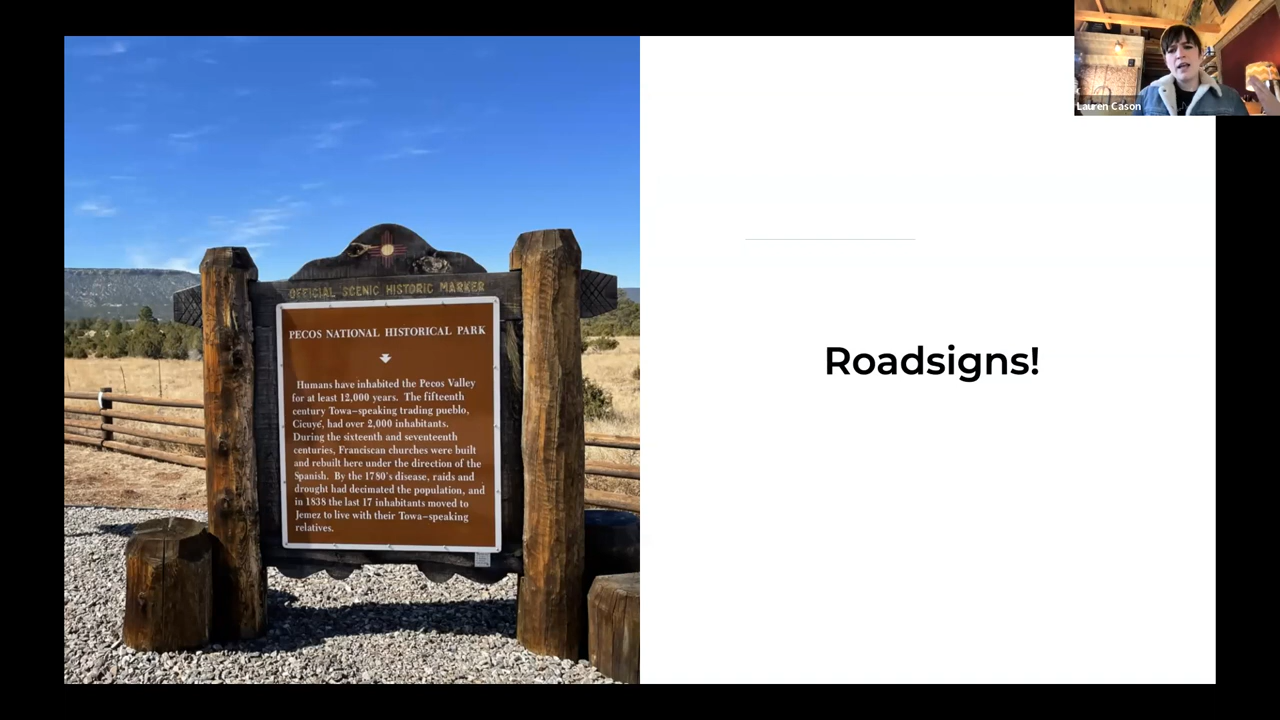 Lauren Cason
OFFICIAL SCENIC HISTORIC MARKER
PECOS NATIONAL HISTORICAL PARK
Humans have inhabited the Pecos Valley
for at least 12,000 years. The fifteenth
century Towa-speaking trading pueblo,
Cicuyé, had over 2,000 inhabitants.
During the sixteenth and seventeenth
centuries, Franciscan churches were built
and rebuilt here under the direction of the
Spanish. By the 1780's disease, raids and
drought had decimated the population, and
in 1838 the last 17 inhabitants moved to
Jemez to live with their Towa-speaking
relatives.
Roadsigns!